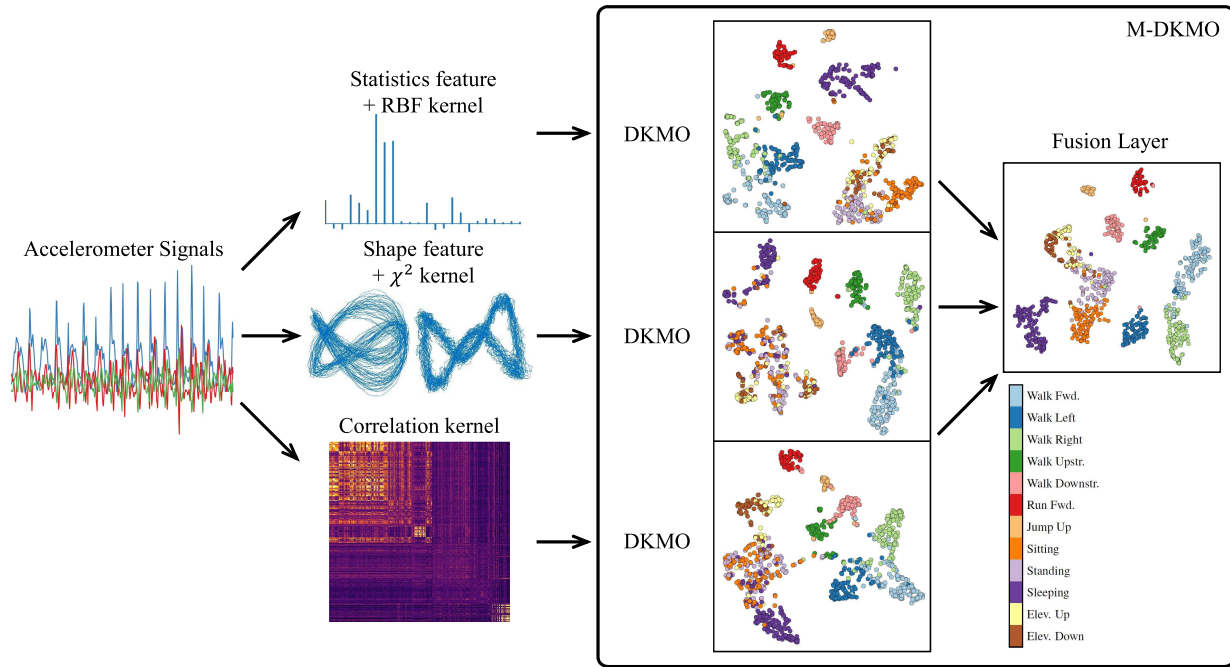 M-DKMO
Statistics feature
+ RBF kernel
DKMO
Fusion Layer
Accelerometer Signals
Shape feature
+ χ² kernel
DKMO
Correlation kernel
DKMO
Walk Fwd.
Walk Left
Walk Right
Walk Upstr.
Walk Downstr.
Run Fwd.
Jump Up
Sitting
Standing
Sleeping
Elev. Up
Elev. Down